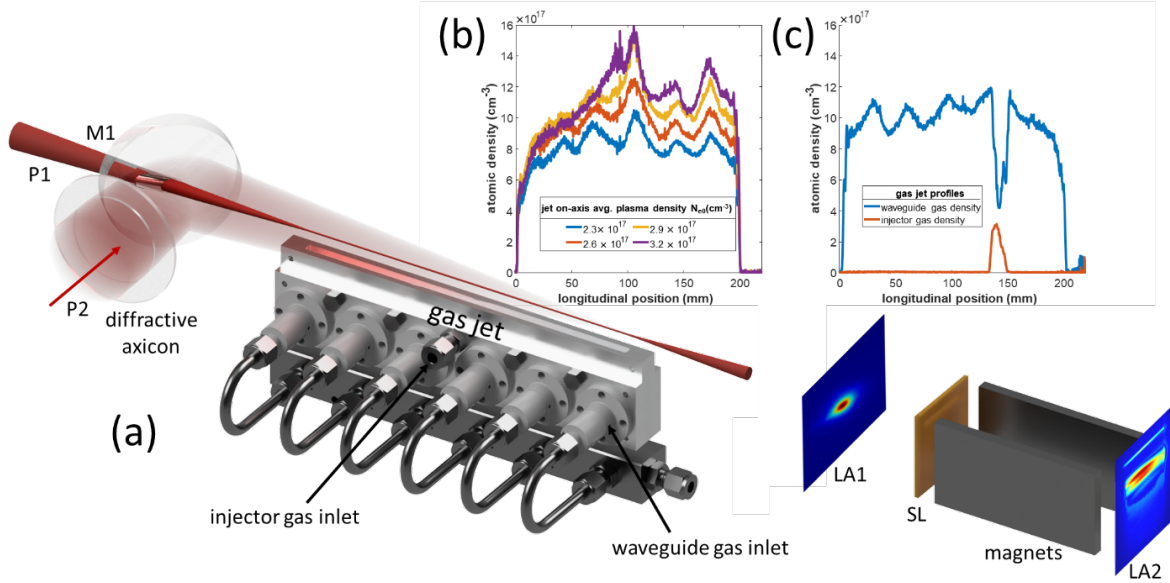 (b)
×10^17
16
14
12
10
8
6
4
2
0
atomic density (cm^-3)
0 50 100 150 200
longitudinal position (mm)
jet on-axis avg. plasma density N_e0(cm^-3)
2.3× 10^17 2.9× 10^17
2.6 × 10^17 3.2 × 10^17
(c)
×10^17
16
14
12
10
8
6
4
2
0
atomic density (cm^-3)
0 50 100 150 200
longitudinal position (mm)
gas jet profiles
waveguide gas density
injector gas density
M1
P1
P2
diffractive
axicon
gas jet
(a)
injector gas inlet
waveguide gas inlet
LA1
SL
magnets
LA2